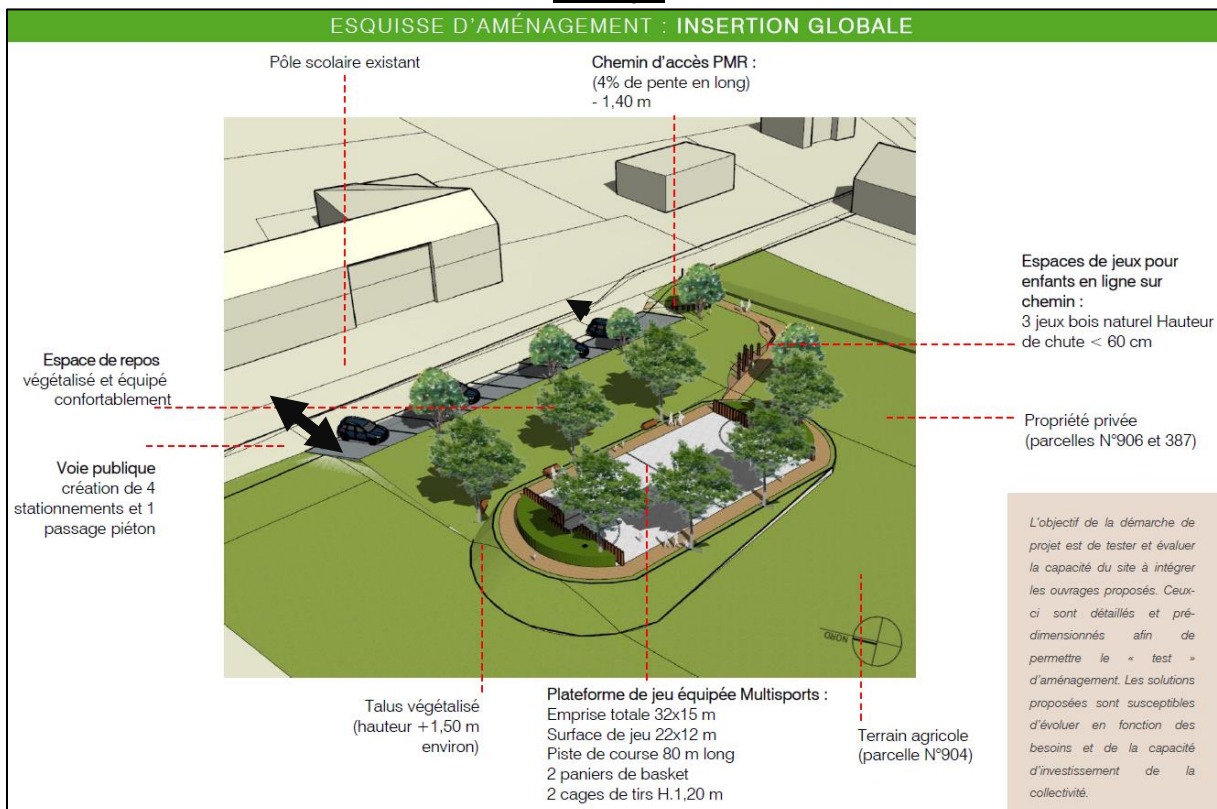 ESQUISSE D'AMÉNAGEMENT : INSERTION GLOBALE
Pôle scolaire existant
Chemin d'accès PMR :
(4% de pente en long)
- 1,40 m
Espaces de jeux pour
enfants en ligne sur
chemin :
3 jeux bois naturel Hauteur
de chute < 60 cm
Espace de repos
végétalisé et équipé
confortablement
Propriété privée
(parcelles N°906 et 387)
Voie publique
création de 4
stationnements et 1
passage piéton
L'objectif de la démarche de
projet est de tester et évaluer
la capacité du site à intégrer
les ouvrages proposés. Ceux-
ci sont détaillés et pré-
dimensionnés afin de
permettre le « test »
d'aménagement. Les solutions
proposées sont susceptibles
d'évoluer en fonction des
besoins et de la capacité
d'investissement de la
collectivité.
NORD
Talus végétalisé
(hauteur +1,50 m
environ)
Plateforme de jeu équipée Multisports :
Emprise totale 32x15 m
Surface de jeu 22x12 m
Piste de course 80 m long
2 paniers de basket
2 cages de tirs H.1,20 m
Terrain agricole
(parcelle N°904)